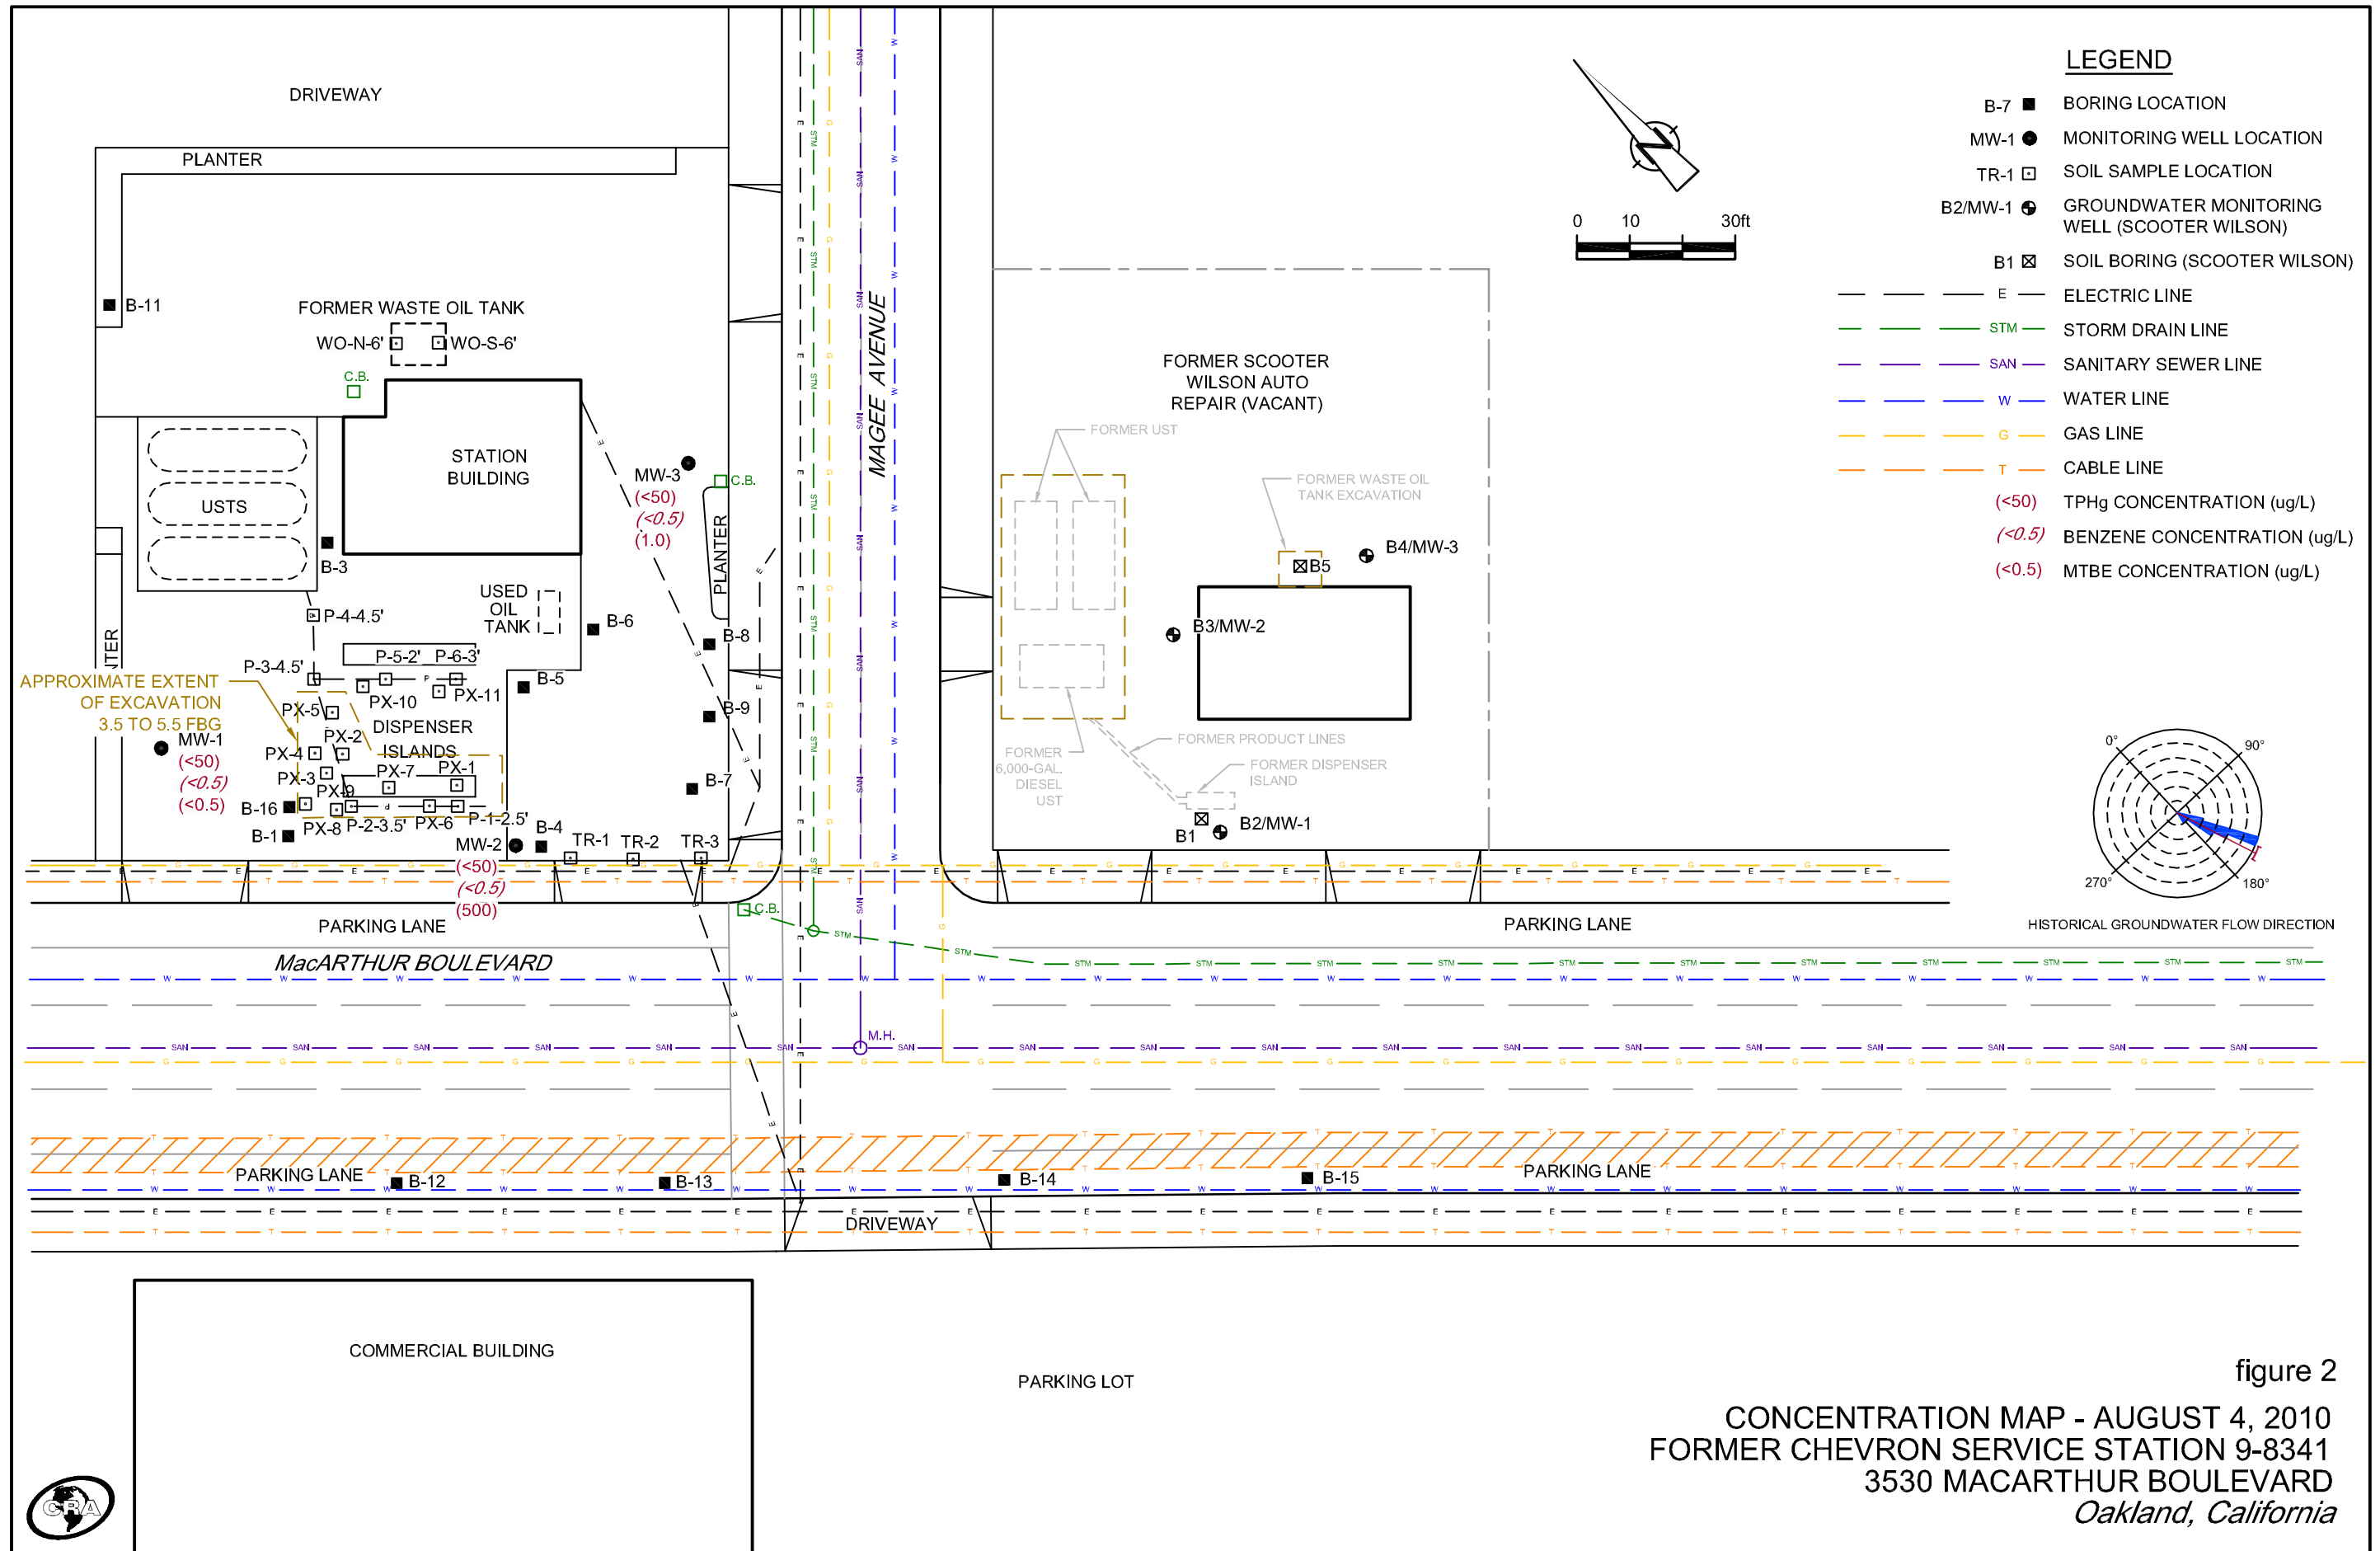 DRIVEWAY
PLANTER
B-11
FORMER WASTE OIL TANK
WO-N-6'
WO-S-6'
C.B.
STATION
BUILDING
USTS
B-3
MW-3
(<50)
(<0.5)
(1.0)
C.B.
PLANTER
USED
OIL
TANK
B-6
B-8
P-4-4.5'
NTER
P-3-4.5'
P-5-2'
P-6-3'
B-5
PX-10
PX-11
APPROXIMATE EXTENT
OF EXCAVATION
3.5 TO 5.5 FBG
PX-5
DISPENSER
ISLANDS
B-9
MW-1
(<50)
(<0.5)
(<0.5)
PX-4
PX-2
PX-3
PX-7
PX-1
PX-9
B-7
B-16
B-1
PX-8
P-2-3.5'
PX-6
P-1-2.5'
MW-2
(<50)
(<0.5)
(500)
B-4
TR-1
TR-2
TR-3
C.B.
MAGEE AVENUE
FORMER SCOOTER
WILSON AUTO
REPAIR (VACANT)
FORMER UST
FORMER WASTE OIL
TANK EXCAVATION
B5
B4/MW-3
B3/MW-2
FORMER PRODUCT LINES
FORMER
6,000-GAL.
DIESEL
UST
FORMER DISPENSER
ISLAND
B1
B2/MW-1
N
0 10 30ft
LEGEND
B-7 BORING LOCATION
MW-1 MONITORING WELL LOCATION
TR-1 SOIL SAMPLE LOCATION
B2/MW-1 GROUNDWATER MONITORING
WELL (SCOOTER WILSON)
B1 SOIL BORING (SCOOTER WILSON)
E ELECTRIC LINE
STM STORM DRAIN LINE
SAN SANITARY SEWER LINE
W WATER LINE
G GAS LINE
T CABLE LINE
(<50) TPHg CONCENTRATION (ug/L)
(<0.5) BENZENE CONCENTRATION (ug/L)
(<0.5) MTBE CONCENTRATION (ug/L)
0°
90°
270°
180°
HISTORICAL GROUNDWATER FLOW DIRECTION
PARKING LANE
PARKING LANE
MacARTHUR BOULEVARD
M.H.
PARKING LANE
B-12
B-13
B-14
B-15
PARKING LANE
DRIVEWAY
COMMERCIAL BUILDING
PARKING LOT
figure 2
CONCENTRATION MAP - AUGUST 4, 2010
FORMER CHEVRON SERVICE STATION 9-8341
3530 MACARTHUR BOULEVARD
Oakland, California
CRA